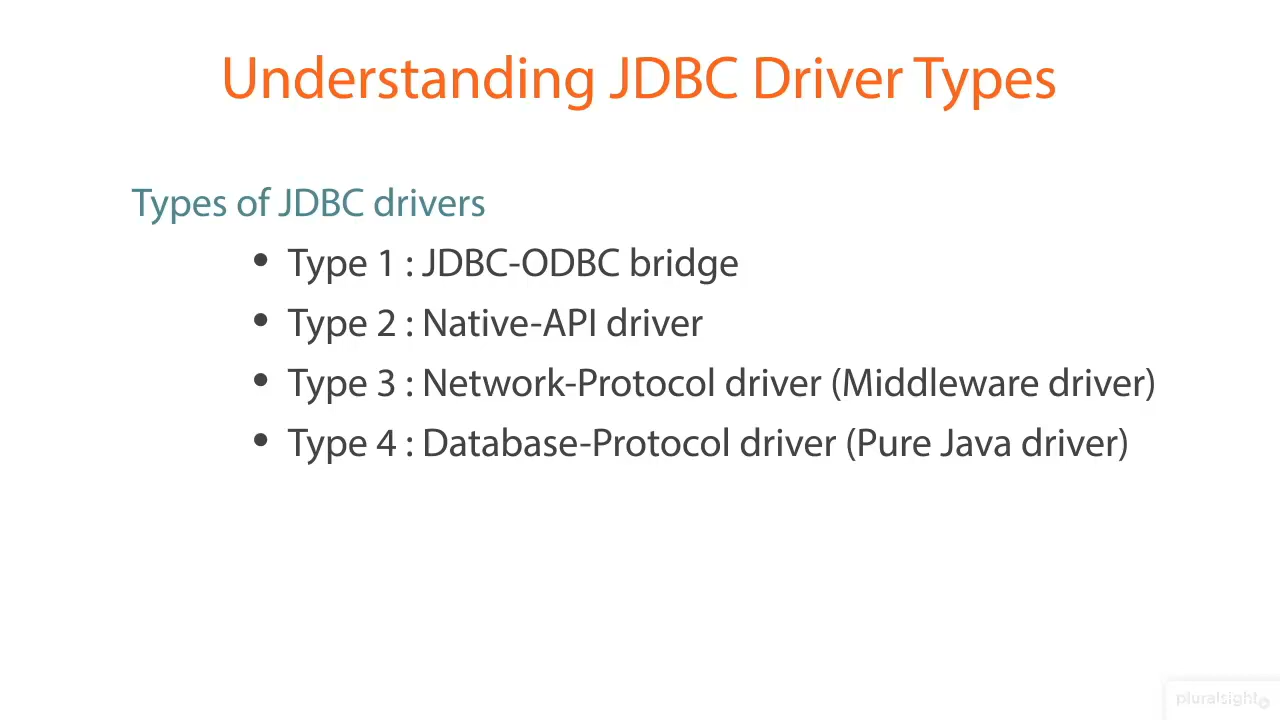 Understanding JDBC Driver Types
Types of JDBC drivers
• Type 1 : JDBC-ODBC bridge
• Type 2 : Native-API driver
• Type 3 : Network-Protocol driver (Middleware driver)
• Type 4 : Database-Protocol driver (Pure Java driver)
pluralsight